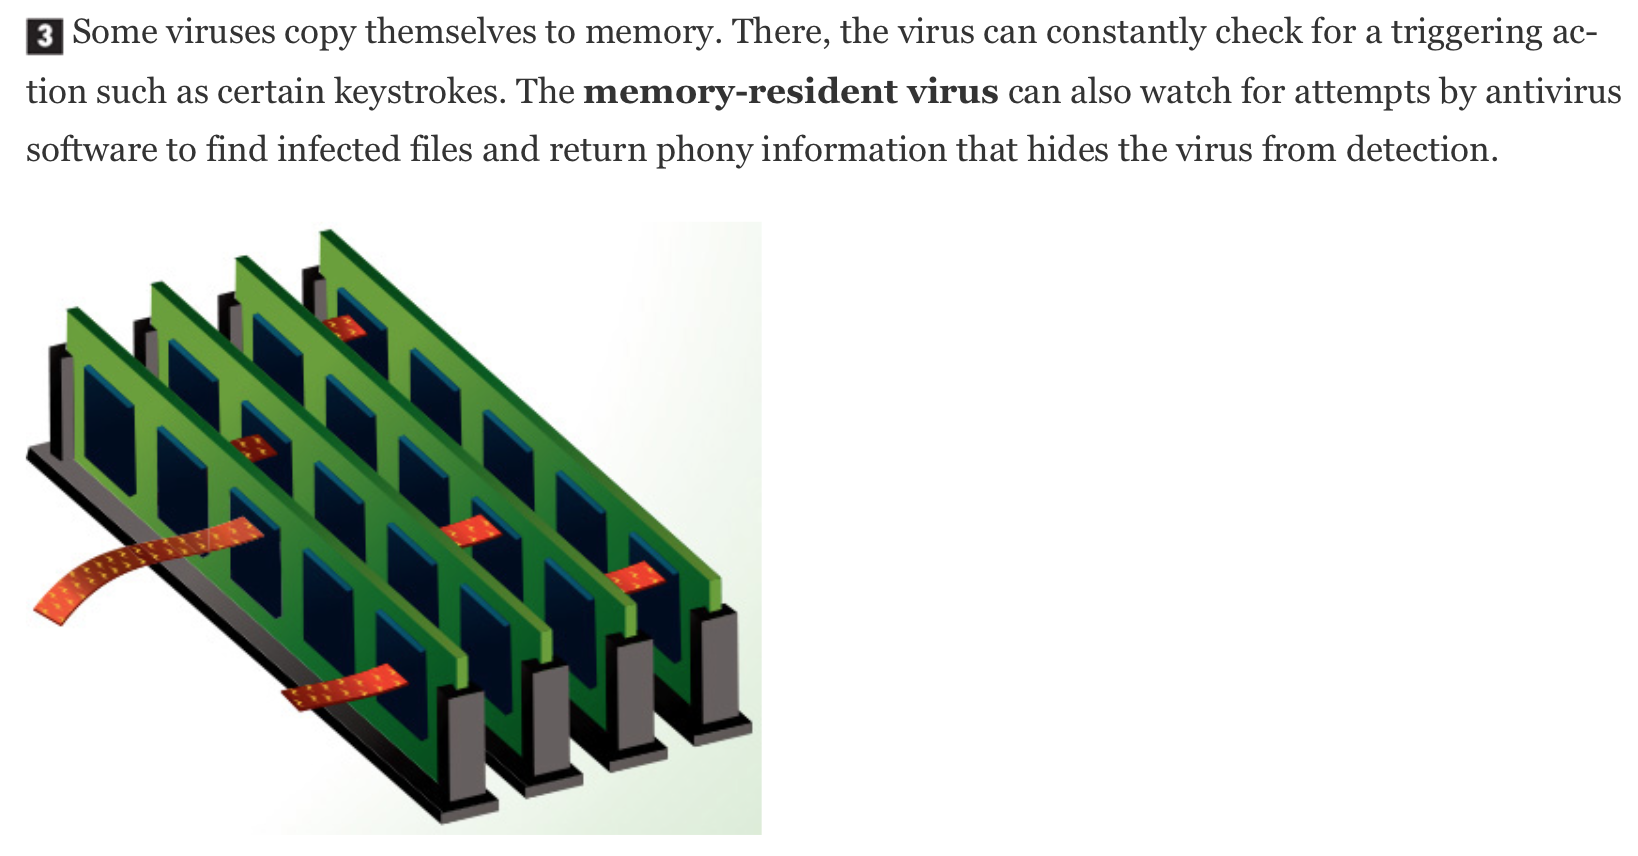 3 Some viruses copy themselves to memory. There, the virus can constantly check for a triggering ac-
tion such as certain keystrokes. The memory-resident virus can also watch for attempts by antivirus
software to find infected files and return phony information that hides the virus from detection.